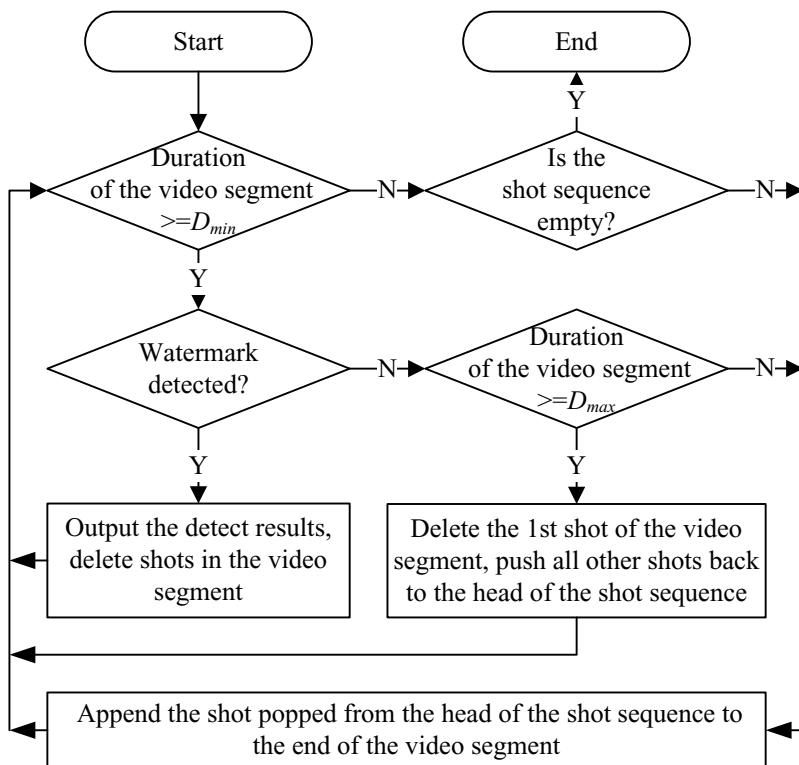 Start
End
Y
Duration
of the video segment
>=Dmin
N
Is the
shot sequence
empty?
N
Y
Watermark
detected?
N
Duration
of the video segment
>=Dmax
N
Y
Y
Output the detect results,
delete shots in the video
segment
Delete the 1st shot of the video
segment, push all other shots back
to the head of the shot sequence
Append the shot popped from the head of the shot sequence to
the end of the video segment